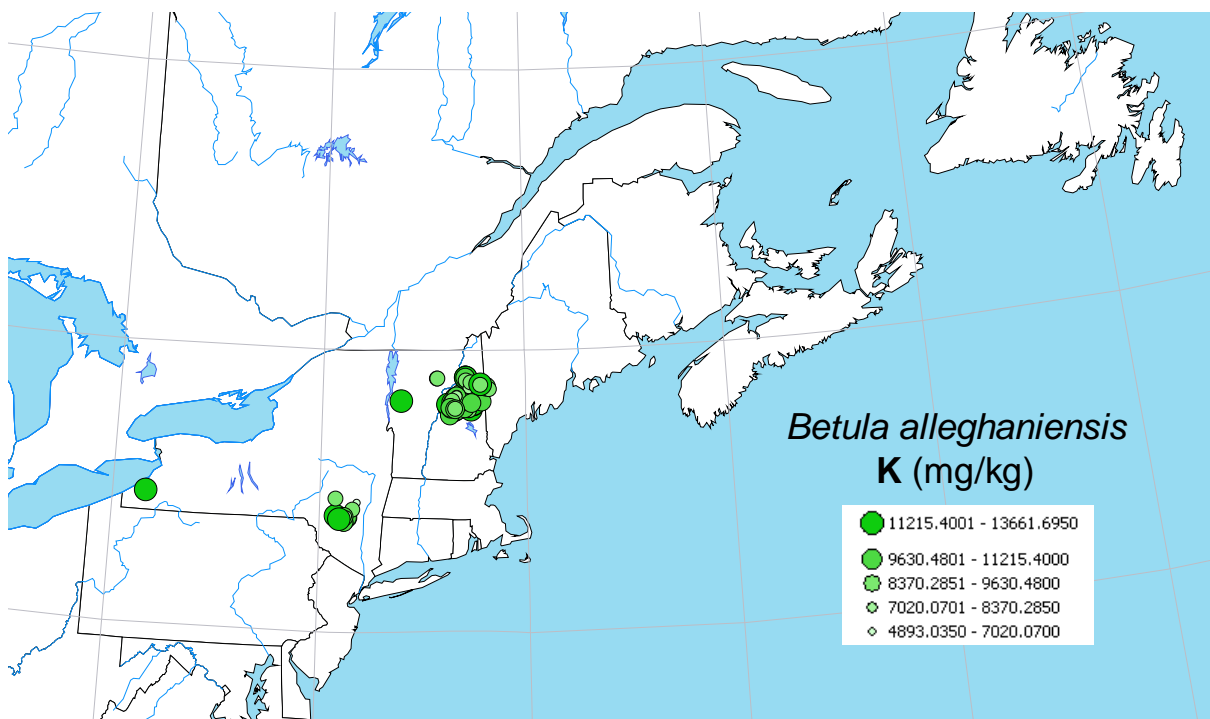 Betula alleghaniensis
K (mg/kg)
11215.4001 - 13661.6950
9630.4801 - 11215.4000
8370.2851 - 9630.4800
7020.0701 - 8370.2850
4893.0350 - 7020.0700